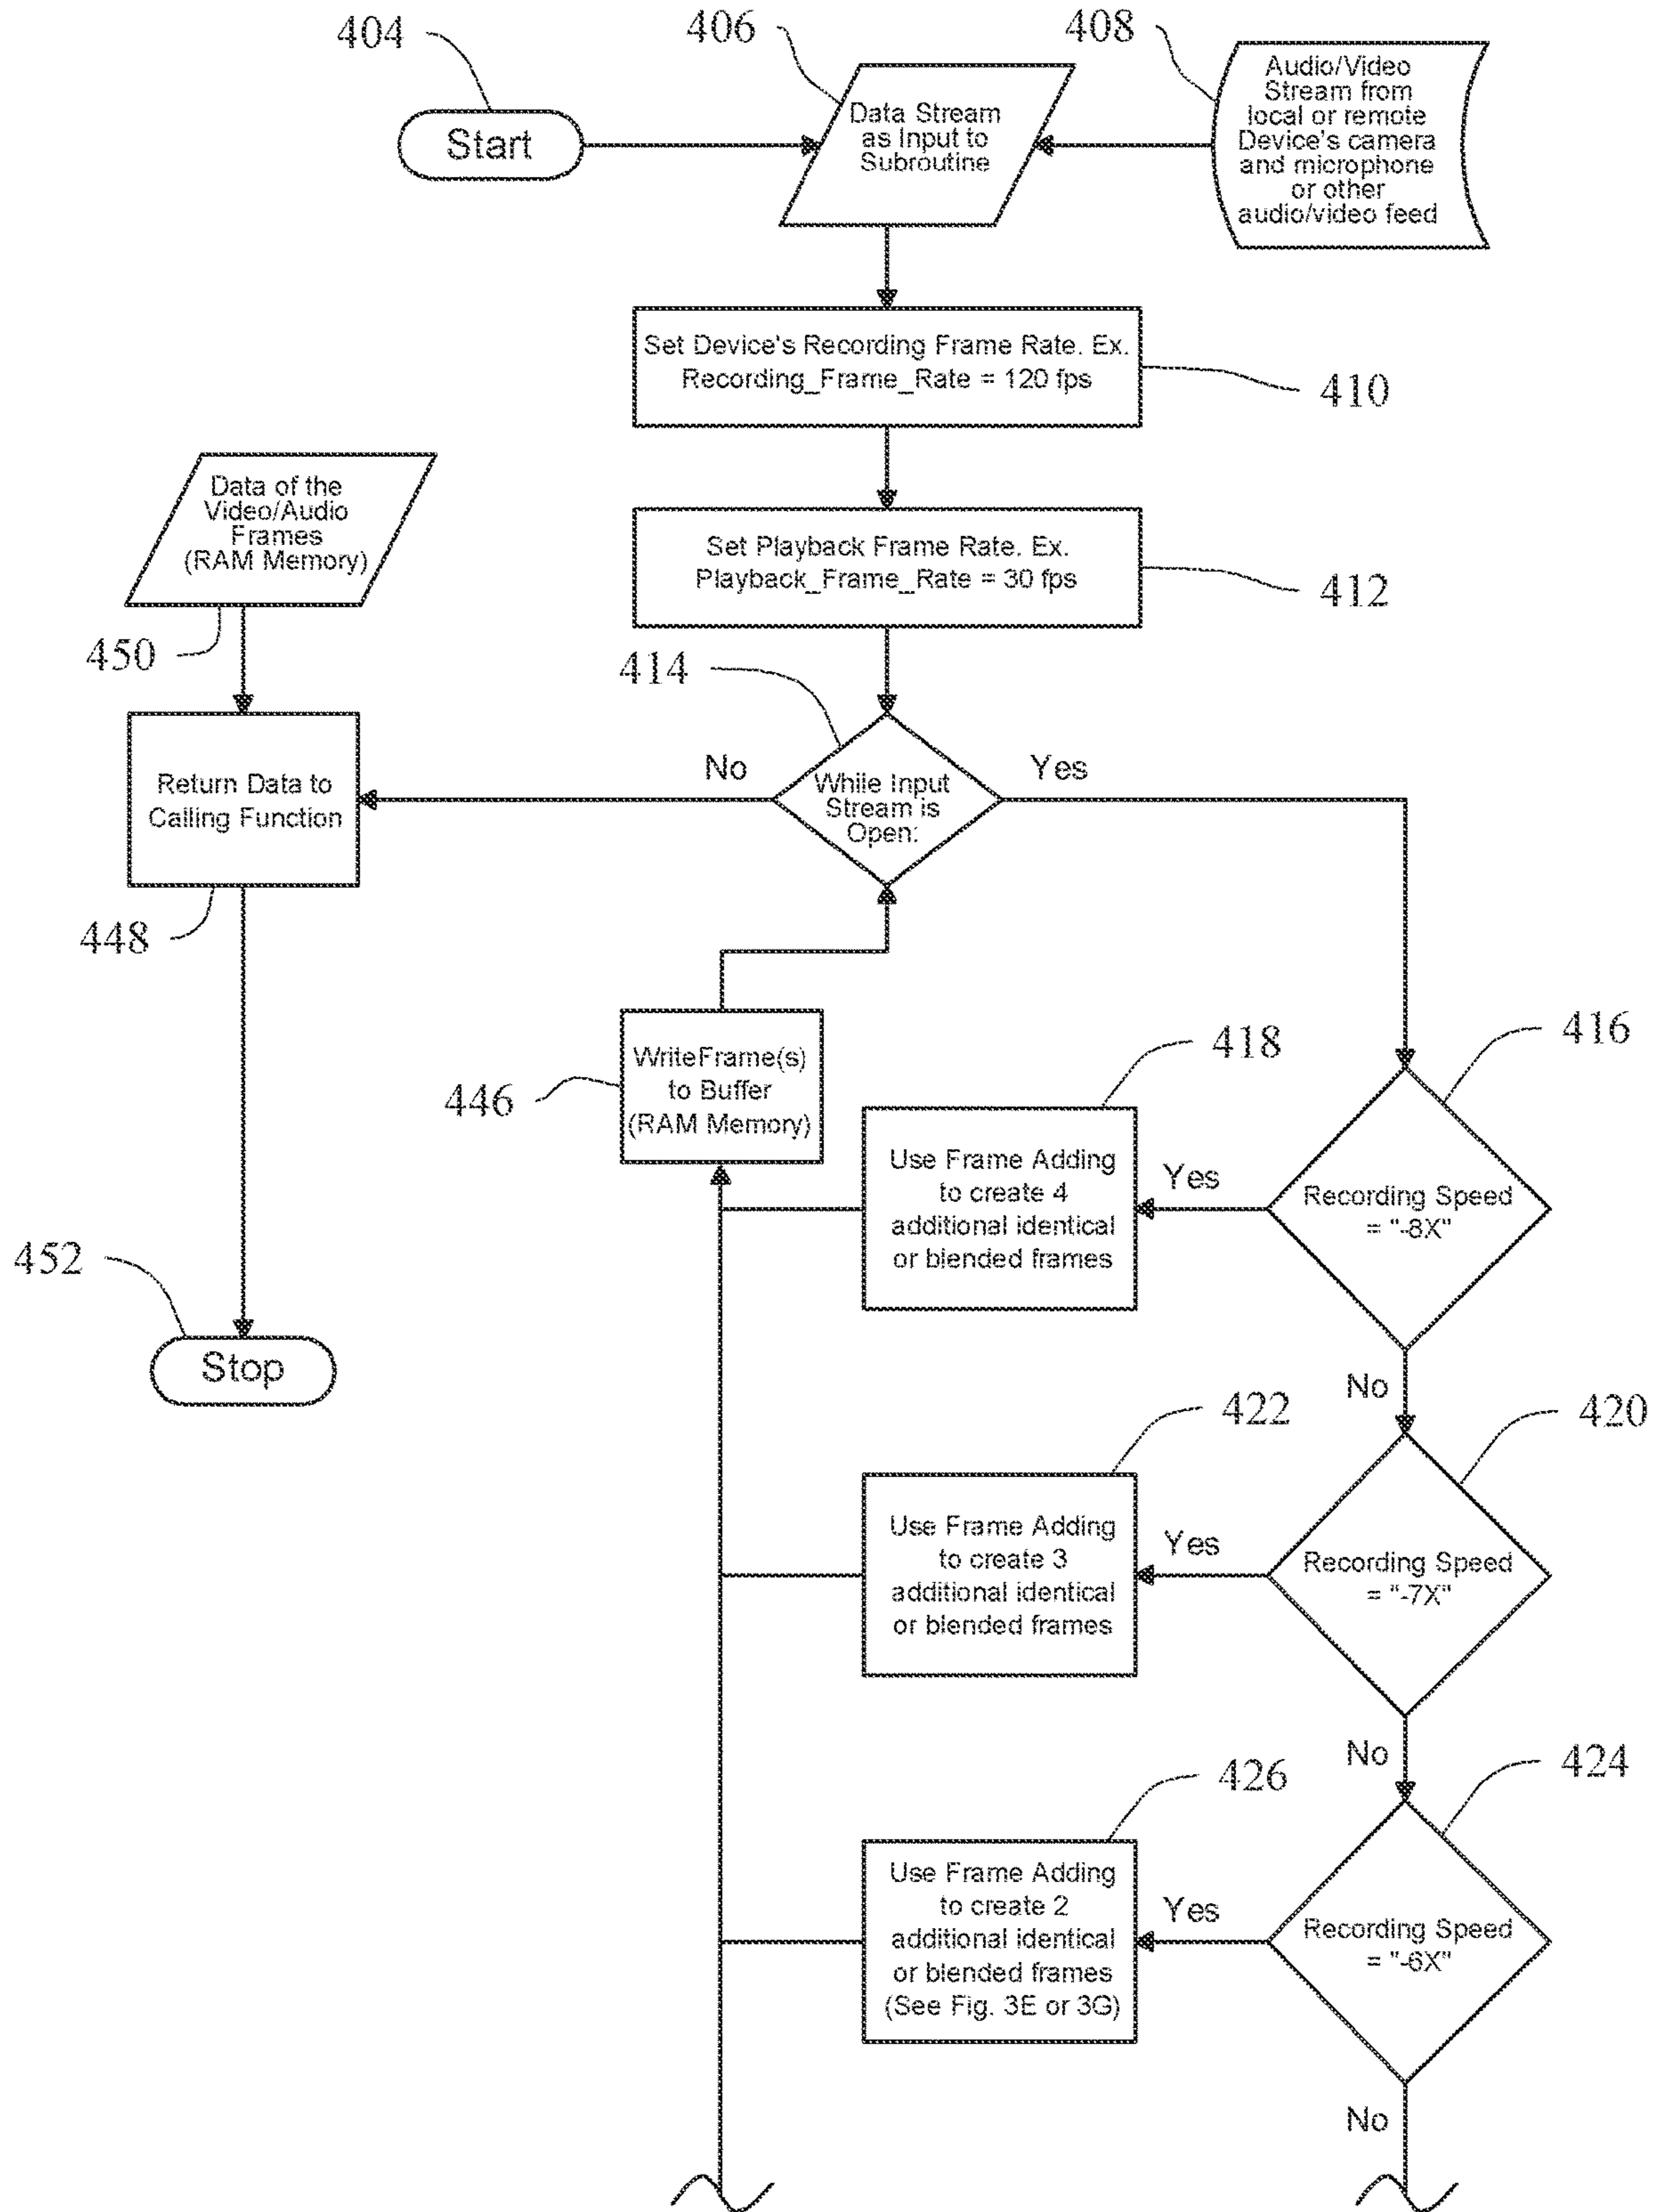 404
406
408
Start
Data Stream
as Input to
Subroutine
Audio/Video
Stream from
local or remote
Device's camera
and microphone
or other
audio/video feed
Set Device's Recording Frame Rate. Ex.
Recording_Frame_Rate = 120 fps
410
Data of the
Video/Audio
Frames
(RAM Memory)
450
Set Playback Frame Rate. Ex.
Playback_Frame_Rate = 30 fps
412
414
No
Yes
While Input
Stream is
Open:
Return Data to
Calling Function
448
WriteFrame(s)
to Buffer
(RAM Memory)
446
418
416
Use Frame Adding
to create 4
additional identical
or blended frames
Yes
Recording Speed
= "-8X"
452
Stop
No
422
420
Use Frame Adding
to create 3
additional identical
or blended frames
Yes
Recording Speed
= "-7X"
No
426
424
Use Frame Adding
to create 2
additional identical
or blended frames
(See Fig. 3E or 3G)
Yes
Recording Speed
= "-6X"
No